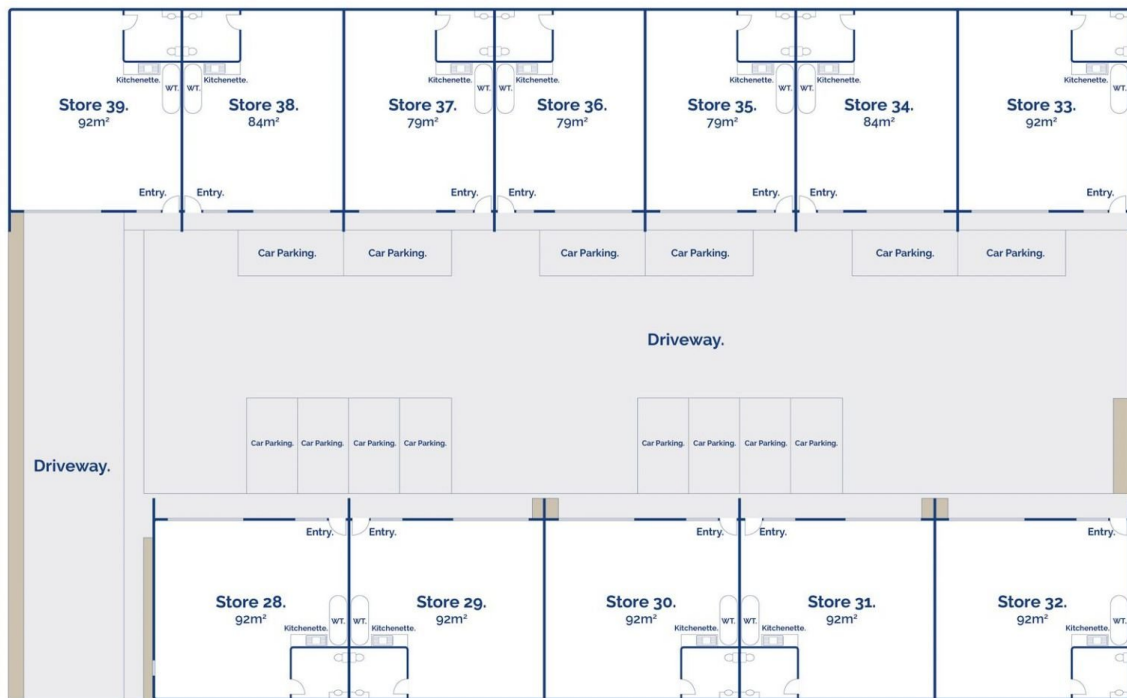 Kitchenette.
WT.
WT.
Kitchenette.
Kitchenette.
WT.
WT.
Kitchenette.
Kitchenette.
WT.
WT.
Kitchenette.
Kitchenette.
WT.
Store 39.
92m²
Store 38.
84m²
Store 37.
79m²
Store 36.
79m²
Store 35.
79m²
Store 34.
84m²
Store 33.
92m²
Entry.
Entry.
Entry.
Entry.
Entry.
Entry.
Entry.
Car Parking.
Car Parking.
Car Parking.
Car Parking.
Car Parking.
Car Parking.
Driveway.
Car Parking.
Car Parking.
Car Parking.
Car Parking.
Car Parking.
Car Parking.
Car Parking.
Car Parking.
Driveway.
Entry.
Entry.
Entry.
Entry.
Entry.
Store 28.
92m²
Store 29.
92m²
Store 30.
92m²
Store 31.
92m²
Store 32.
92m²
WT.
WT.
WT.
WT.
WT.
Kitchenette.
Kitchenette.
Kitchenette.
Kitchenette.
Kitchenette.